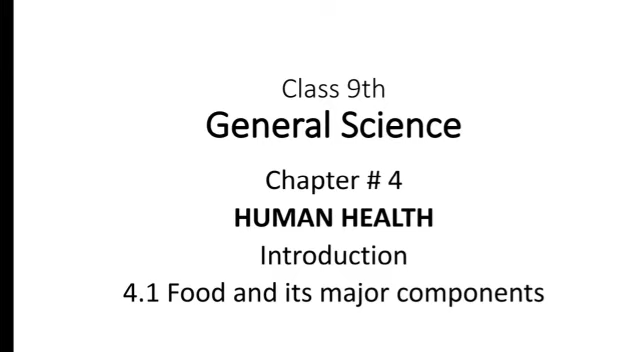 Class 9th
General Science
Chapter # 4
HUMAN HEALTH
Introduction
4.1 Food and its major components